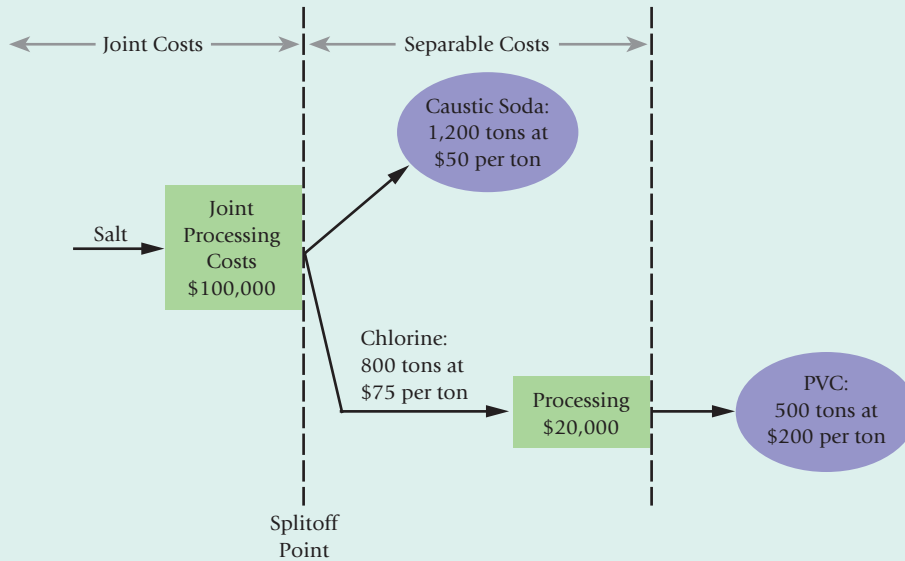 Joint Costs
Separable Costs
Caustic Soda:
1,200 tons at
$50 per ton
Salt
Joint
Processing
Costs
$100,000
Chlorine:
800 tons at
$75 per ton
Processing
$20,000
PVC:
500 tons at
$200 per ton
Splitoff
Point